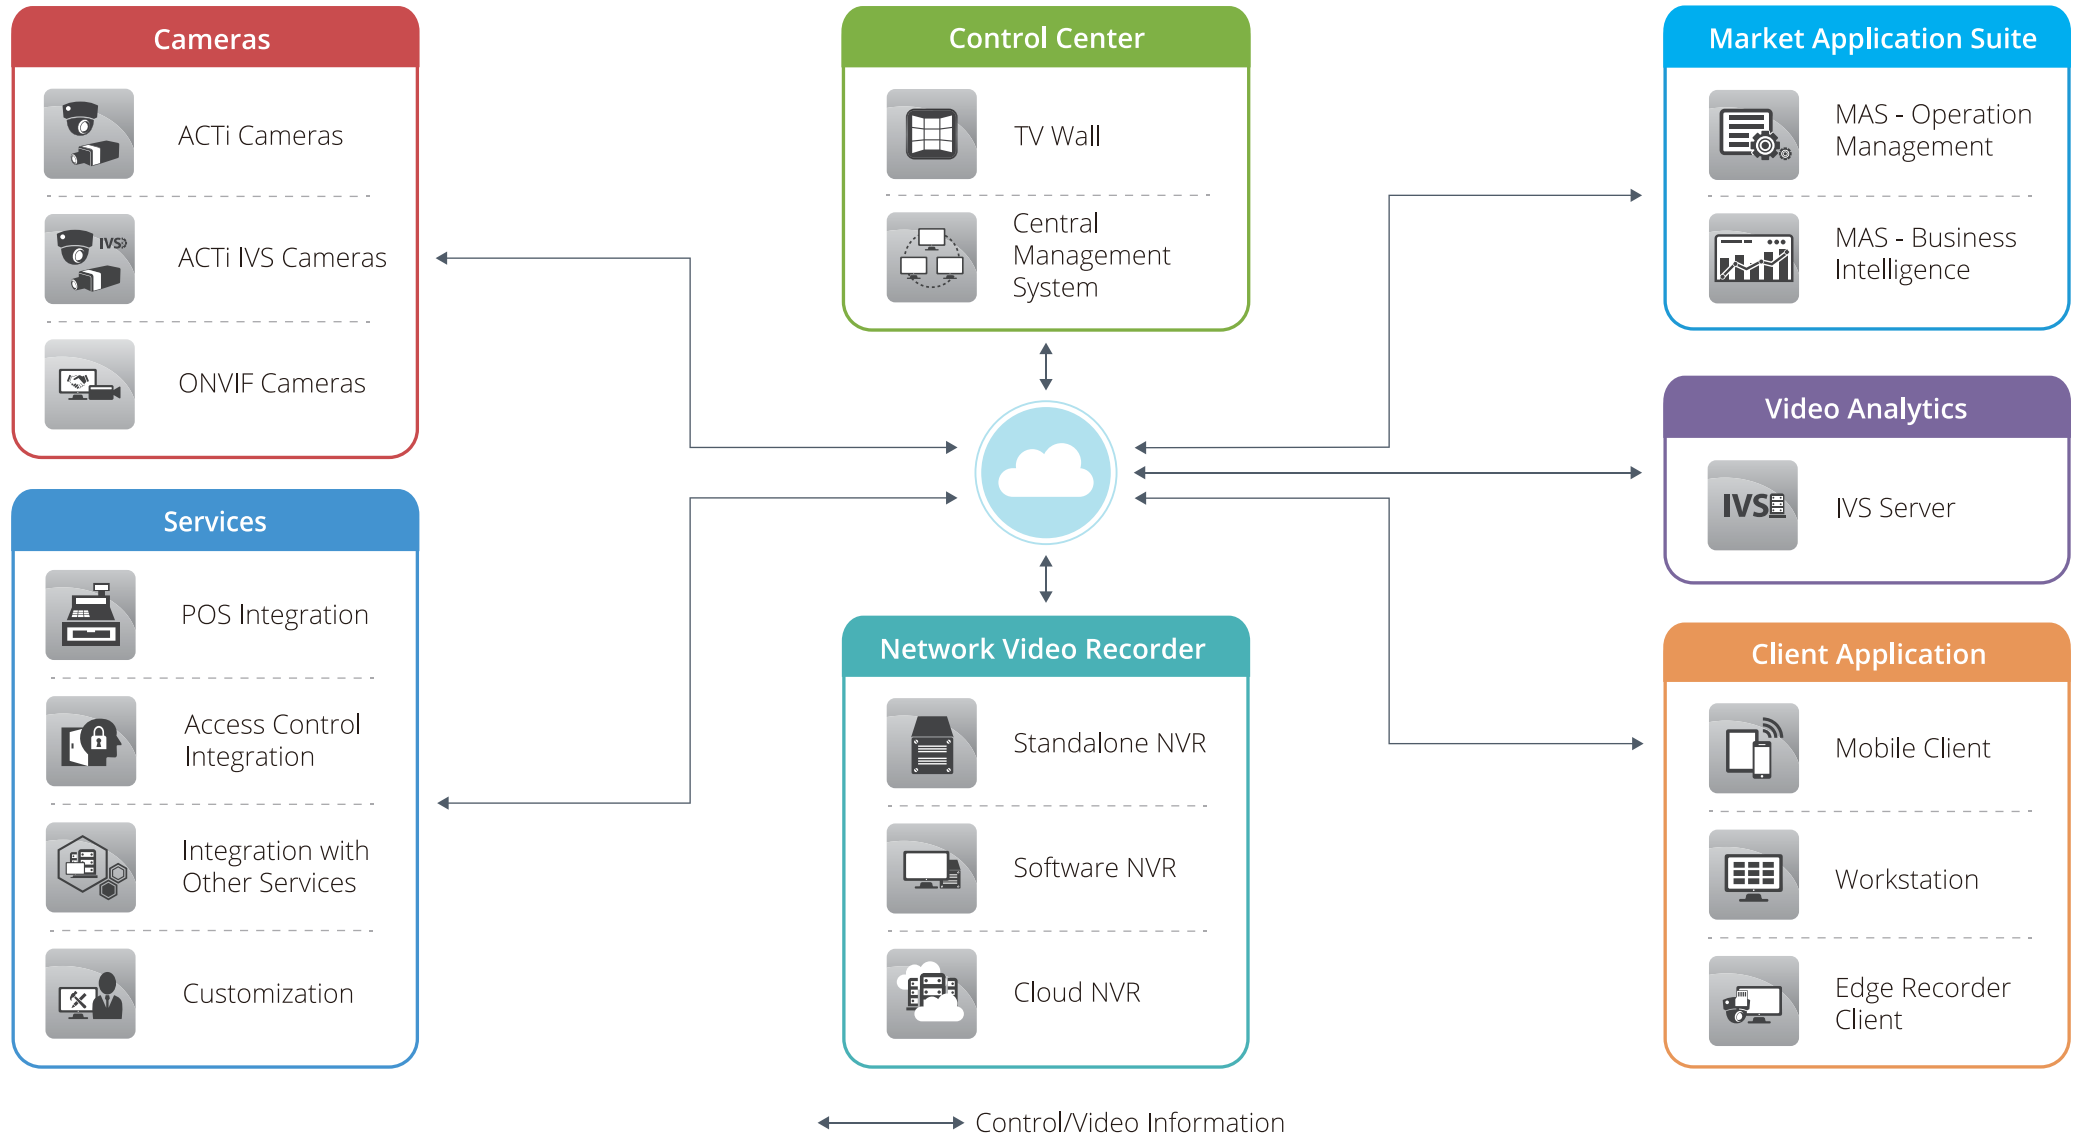 Cameras
ACTi Cameras
IVS
ACTi IVS Cameras
ONVIF Cameras
Services
POS Integration
Access Control
Integration
Integration with
Other Services
Customization
Control Center
TV Wall
Central
Management
System
Network Video Recorder
Standalone NVR
Software NVR
Cloud NVR
Market Application Suite
MAS - Operation
Management
MAS - Business
Intelligence
Video Analytics
IVS
IVS Server
Client Application
Mobile Client
Workstation
Edge Recorder
Client
Control/Video Information